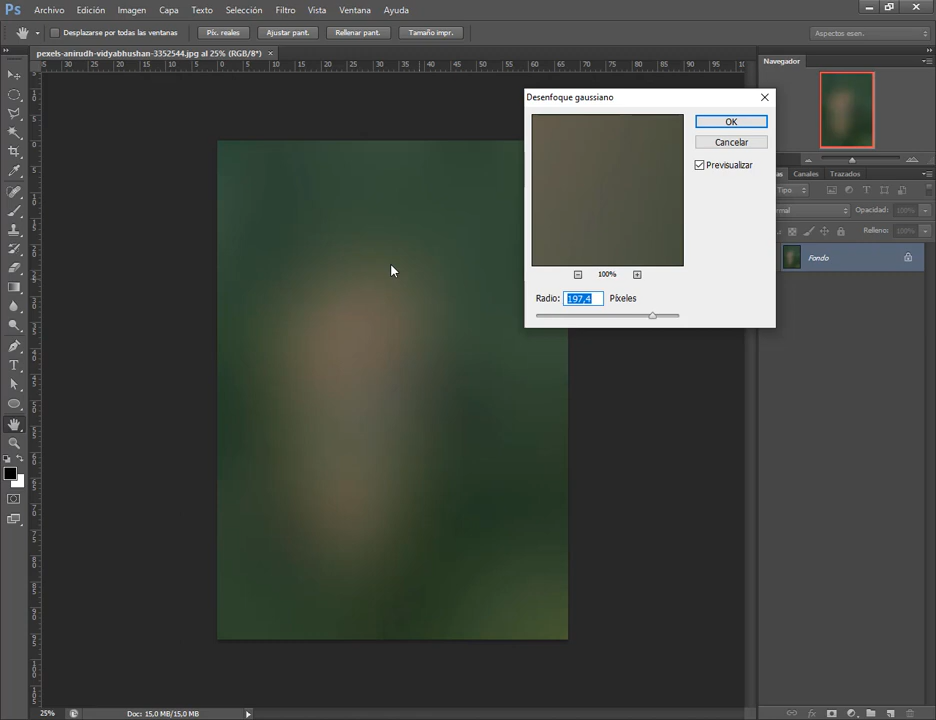 Ps Archivo Edición Imagen Capa Texto Selección Filtro Vista Ventana Ayuda
Desplazarse por todas las ventanas Píx. reales Ajustar pant. Rellenar pant. Tamaño impr. Aspectos esen.
pexels-anirudh-vidyabhushan-3352544.jpg al 25% (RGB/8*) ×
Navegador
Desenfoque gaussiano
OK
Cancelar
Previsualizar
100%
Radio: 197,4 Píxeles
Canales Trazados
Tipo
Opacidad: 100%
Relleno: 100%
Fondo
25% Doc: 15,0 MB/15,0 MB